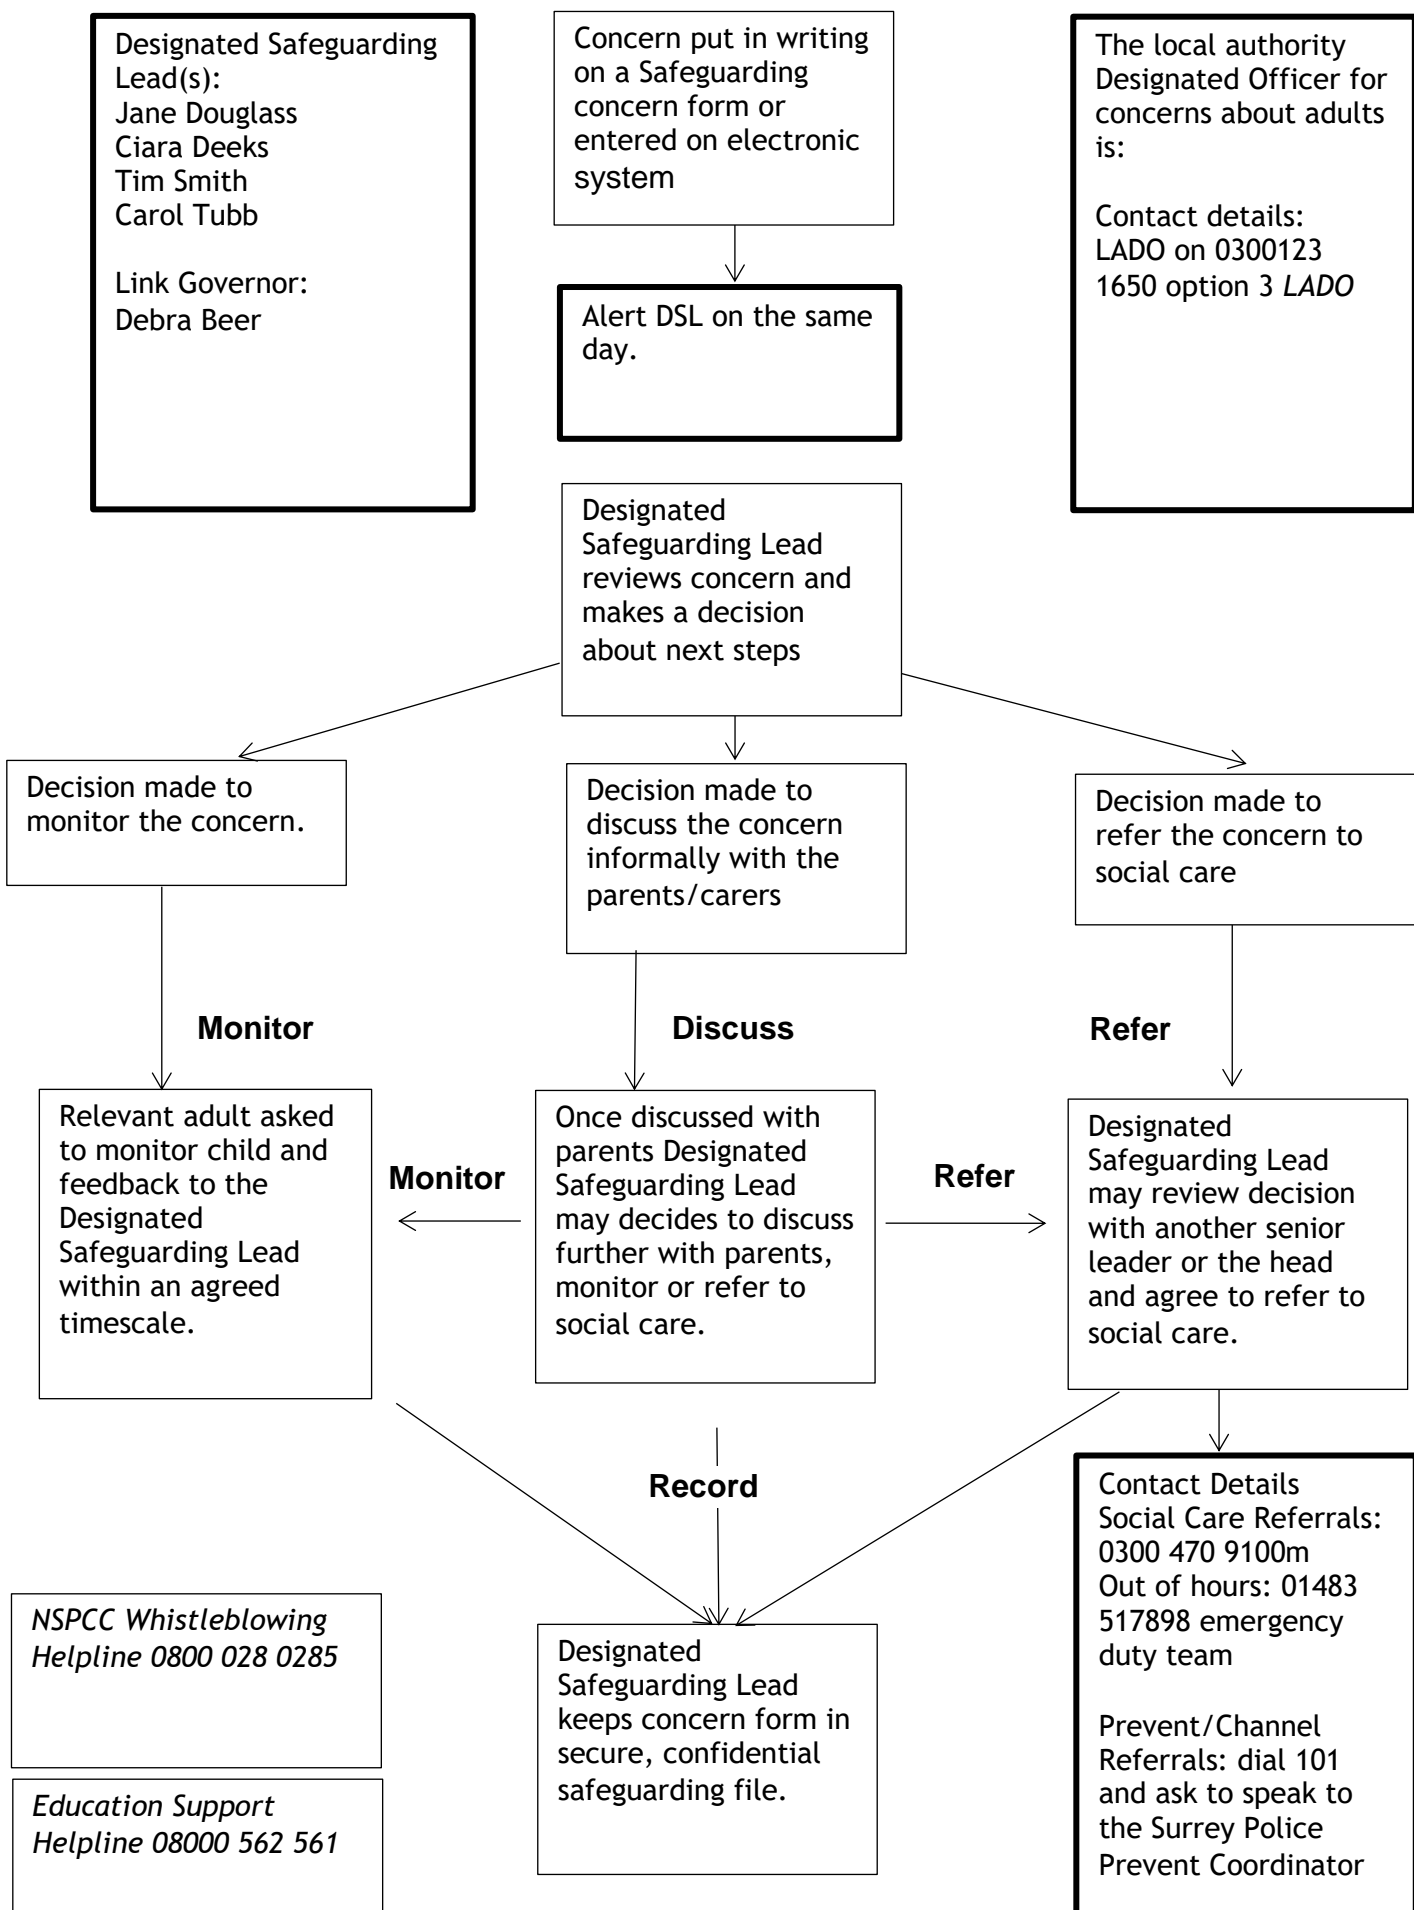 Designated Safeguarding
Lead(s):
Jane Douglass
Ciara Deeks
Tim Smith
Carol Tubb
Link Governor:
Debra Beer
Concern put in writing
on a Safeguarding
concern form or
entered on electronic
system
The local authority
Designated Officer for
concerns about adults
is:
Contact details:
LADO on 0300123
1650 option 3 LADO
Alert DSL on the same
day.
Designated
Safeguarding Lead
reviews concern and
makes a decision
about next steps
Decision made to
monitor the concern.
Decision made to
discuss the concern
informally with the
parents/carers
Decision made to
refer the concern to
social care
Monitor
Discuss
Refer
Relevant adult asked
to monitor child and
feedback to the
Designated
Safeguarding Lead
within an agreed
timescale.
Monitor
Once discussed with
parents Designated
Safeguarding Lead
may decides to discuss
further with parents,
monitor or refer to
social care.
Refer
Designated
Safeguarding Lead
may review decision
with another senior
leader or the head
and agree to refer to
social care.
Record
Contact Details
Social Care Referrals:
0300 470 9100m
Out of hours: 01483
517898 emergency
duty team
Prevent/Channel
Referrals: dial 101
and ask to speak to
the Surrey Police
Prevent Coordinator
NSPCC Whistleblowing
Helpline 0800 028 0285
Designated
Safeguarding Lead
keeps concern form in
secure, confidential
safeguarding file.
Education Support
Helpline 08000 562 561